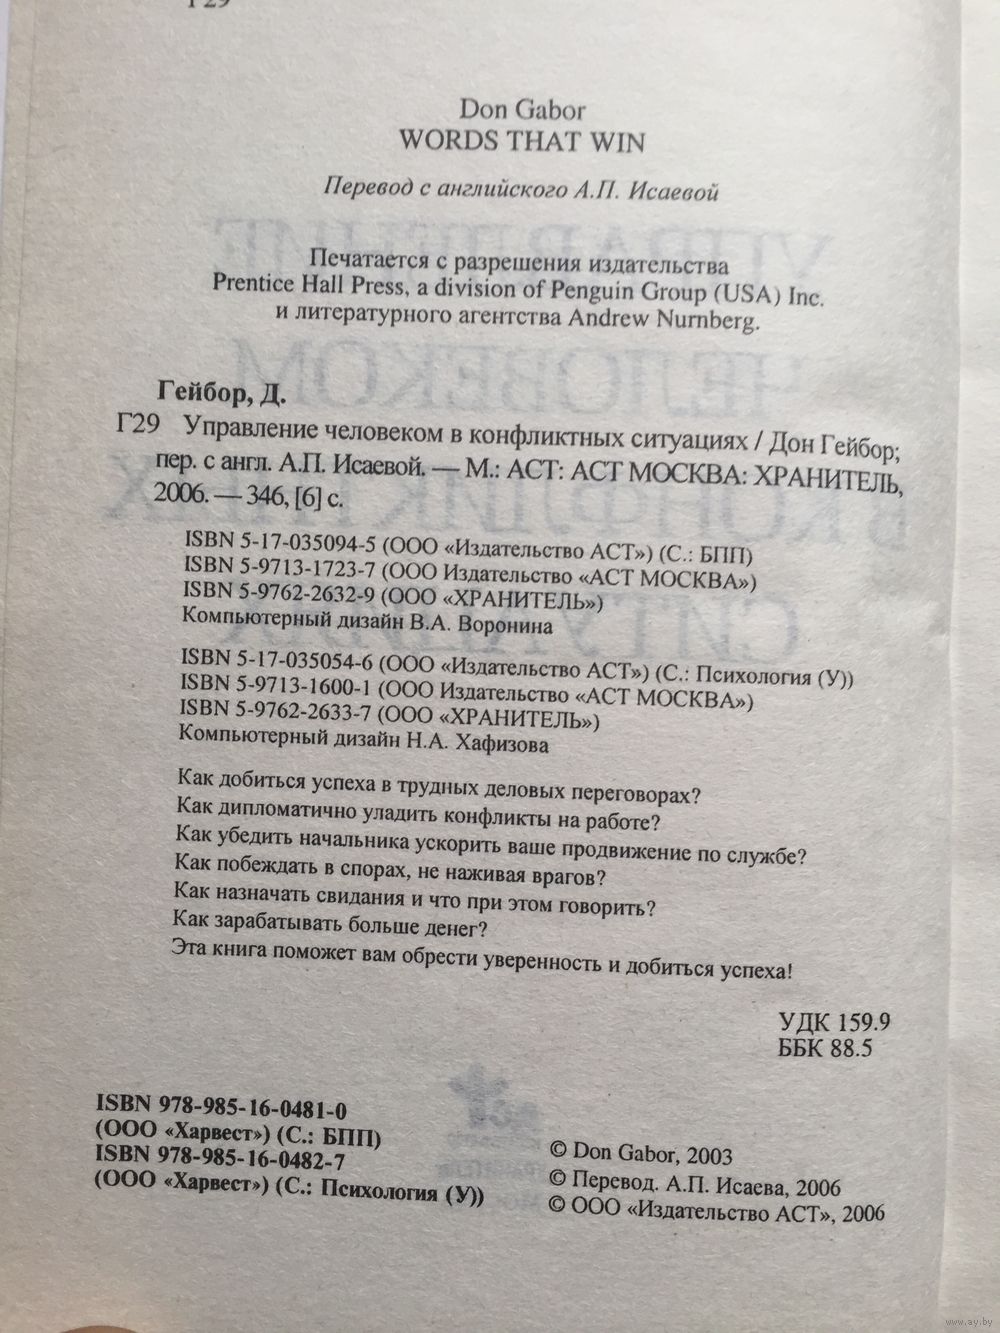 Г29
Don Gabor
WORDS THAT WIN
Перевод с английского А.П. Исаевой
Печатается с разрешения издательства
Prentice Hall Press, a division of Penguin Group (USA) Inc.
и литературного агентства Andrew Nurnberg.
Гейбор, Д.
Г29 Управление человеком в конфликтных ситуациях / Дон Гейбор;
пер. с англ. А.П. Исаевой. — М.: АСТ: АСТ МОСКВА: ХРАНИТЕЛЬ,
2006. — 346, [6] с.
ISBN 5-17-035094-5 (ООО «Издательство АСТ») (С.: БПП)
ISBN 5-9713-1723-7 (ООО Издательство «АСТ МОСКВА»)
ISBN 5-9762-2632-9 (ООО «ХРАНИТЕЛЬ»)
Компьютерный дизайн В.А. Воронина
ISBN 5-17-035054-6 (ООО «Издательство АСТ») (С.: Психология (У))
ISBN 5-9713-1600-1 (ООО Издательство «АСТ МОСКВА»)
ISBN 5-9762-2633-7 (ООО «ХРАНИТЕЛЬ»)
Компьютерный дизайн Н.А. Хафизова
Как добиться успеха в трудных деловых переговорах?
Как дипломатично уладить конфликты на работе?
Как убедить начальника ускорить ваше продвижение по службе?
Как побеждать в спорах, не наживая врагов?
Как назначать свидания и что при этом говорить?
Как зарабатывать больше денег?
Эта книга поможет вам обрести уверенность и добиться успеха!
УДК 159.9
ББК 88.5
ISBN 978-985-16-0481-0
(ООО «Харвест») (С.: БПП)
ISBN 978-985-16-0482-7
(ООО «Харвест») (С.: Психология (У))
© Don Gabor, 2003
© Перевод. А.П. Исаева, 2006
© ООО «Издательство АСТ», 2006
www.ay.by